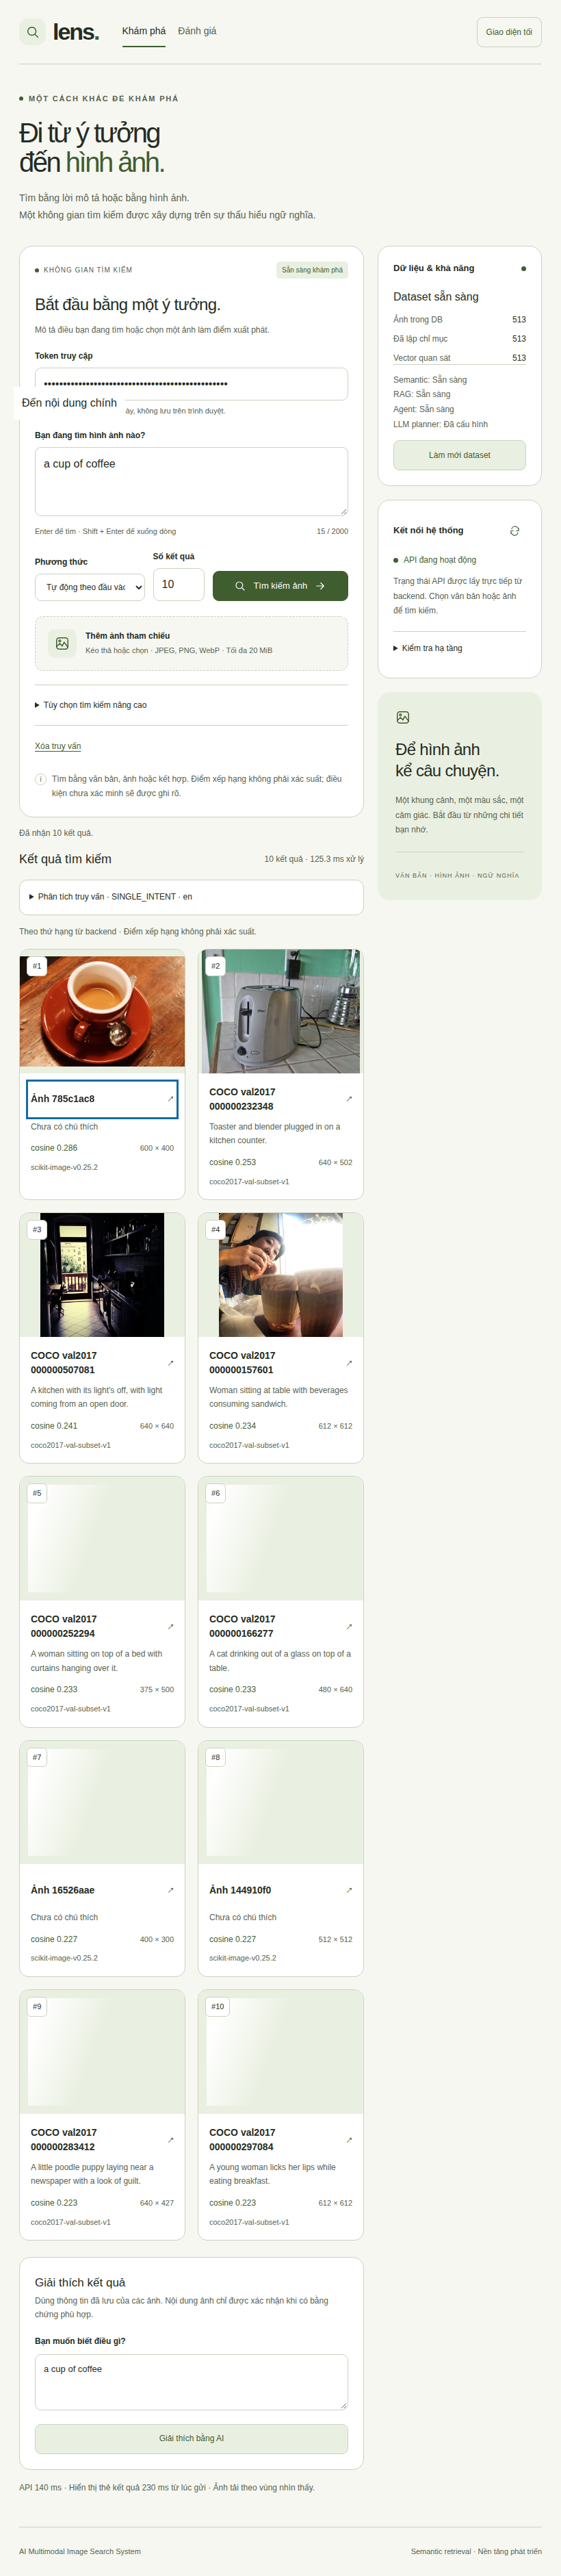 lens.
Khám phá
Đánh giá
Giao diện tối
MỘT CÁCH KHÁC ĐỂ KHÁM PHÁ
Đi từ ý tưởng
đến hình ảnh.
Tìm bằng lời mô tả hoặc bằng hình ảnh.
Một không gian tìm kiếm được xây dựng trên sự thấu hiểu ngữ nghĩa.
KHÔNG GIAN TÌM KIẾM
Sẵn sàng khám phá
Bắt đầu bằng một ý tưởng.
Mô tả điều bạn đang tìm hoặc chọn một ảnh làm điểm xuất phát.
Token truy cập
••••••••••••••••••••••••••••••••••••••••••••••••
Đến nội dung chính
ày, không lưu trên trình duyệt.
Bạn đang tìm hình ảnh nào?
a cup of coffee
Enter để tìm · Shift + Enter để xuống dòng
15 / 2000
Phương thức
Số kết quả
Tự động theo đầu vào
10
Tìm kiếm ảnh
Thêm ảnh tham chiếu
Kéo thả hoặc chọn · JPEG, PNG, WebP · Tối đa 20 MiB
Tùy chọn tìm kiếm nâng cao
Xóa truy vấn
i
Tìm bằng văn bản, ảnh hoặc kết hợp. Điểm xếp hạng không phải xác suất; điều
kiện chưa xác minh sẽ được ghi rõ.
Dữ liệu & khả năng
Dataset sẵn sàng
Ảnh trong DB
513
Đã lập chỉ mục
513
Vector quan sát
513
Semantic: Sẵn sàng
RAG: Sẵn sàng
Agent: Sẵn sàng
LLM planner: Đã cấu hình
Làm mới dataset
Kết nối hệ thống
API đang hoạt động
Trạng thái API được lấy trực tiếp từ
backend. Chọn văn bản hoặc ảnh
để tìm kiếm.
Kiểm tra hạ tầng
Để hình ảnh
kể câu chuyện.
Một khung cảnh, một màu sắc, một
cảm giác. Bắt đầu từ những chi tiết
bạn nhớ.
VĂN BẢN · HÌNH ẢNH · NGỮ NGHĨA
Đã nhận 10 kết quả.
Kết quả tìm kiếm
10 kết quả · 125.3 ms xử lý
Phân tích truy vấn · SINGLE_INTENT · en
Theo thứ hạng từ backend · Điểm xếp hạng không phải xác suất.
#1
Ảnh 785c1ac8
Chưa có chú thích
cosine 0.286
600 × 400
scikit-image-v0.25.2
#2
COCO val2017
000000232348
Toaster and blender plugged in on a
kitchen counter.
cosine 0.253
640 × 502
coco2017-val-subset-v1
#3
COCO val2017
000000507081
A kitchen with its light's off, with light
coming from an open door.
cosine 0.241
640 × 640
coco2017-val-subset-v1
#4
COCO val2017
000000157601
Woman sitting at table with beverages
consuming sandwich.
cosine 0.234
612 × 612
coco2017-val-subset-v1
#5
COCO val2017
000000252294
A woman sitting on top of a bed with
curtains hanging over it.
cosine 0.233
375 × 500
coco2017-val-subset-v1
#6
COCO val2017
000000166277
A cat drinking out of a glass on top of a
table.
cosine 0.233
480 × 640
coco2017-val-subset-v1
#7
Ảnh 16526aae
Chưa có chú thích
cosine 0.227
400 × 300
scikit-image-v0.25.2
#8
Ảnh 144910f0
Chưa có chú thích
cosine 0.227
512 × 512
scikit-image-v0.25.2
#9
COCO val2017
000000283412
A little poodle puppy laying near a
newspaper with a look of guilt.
cosine 0.223
640 × 427
coco2017-val-subset-v1
#10
COCO val2017
000000297084
A young woman licks her lips while
eating breakfast.
cosine 0.223
612 × 612
coco2017-val-subset-v1
Giải thích kết quả
Dùng thông tin đã lưu của các ảnh. Nội dung ảnh chỉ được xác nhận khi có bằng
chứng phù hợp.
Bạn muốn biết điều gì?
a cup of coffee
Giải thích bằng AI
API 140 ms · Hiển thị thẻ kết quả 230 ms từ lúc gửi · Ảnh tải theo vùng nhìn thấy.
AI Multimodal Image Search System
Semantic retrieval · Nền tảng phát triển